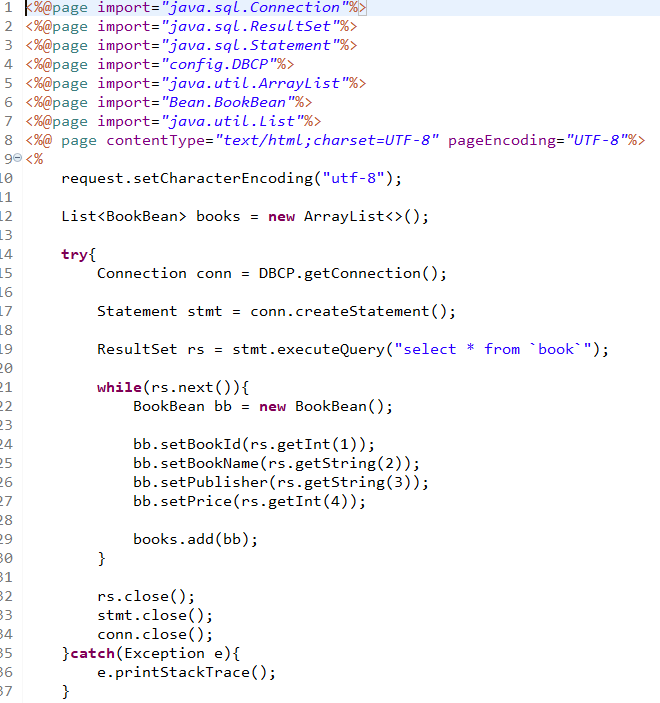 1 <%@page import="java.sql.Connection"%>
2 <%@page import="java.sql.ResultSet"%>
3 <%@page import="java.sql.Statement"%>
4 <%@page import="config.DBCP"%>
5 <%@page import="java.util.ArrayList"%>
6 <%@page import="Bean.BookBean"%>
7 <%@page import="java.util.List"%>
8 <%@ page contentType="text/html;charset=UTF-8" pageEncoding="UTF-8"%>
9 <%
10     request.setCharacterEncoding("utf-8");
11
12     List<BookBean> books = new ArrayList<>();
13
14     try{
15         Connection conn = DBCP.getConnection();
16
17         Statement stmt = conn.createStatement();
18
19         ResultSet rs = stmt.executeQuery("select * from `book`");
20
21         while(rs.next()){
22             BookBean bb = new BookBean();
23
24             bb.setBookId(rs.getInt(1));
25             bb.setBookName(rs.getString(2));
26             bb.setPublisher(rs.getString(3));
27             bb.setPrice(rs.getInt(4));
28
29             books.add(bb);
30         }
31
32         rs.close();
33         stmt.close();
34         conn.close();
35     }catch(Exception e){
36         e.printStackTrace();
37     }